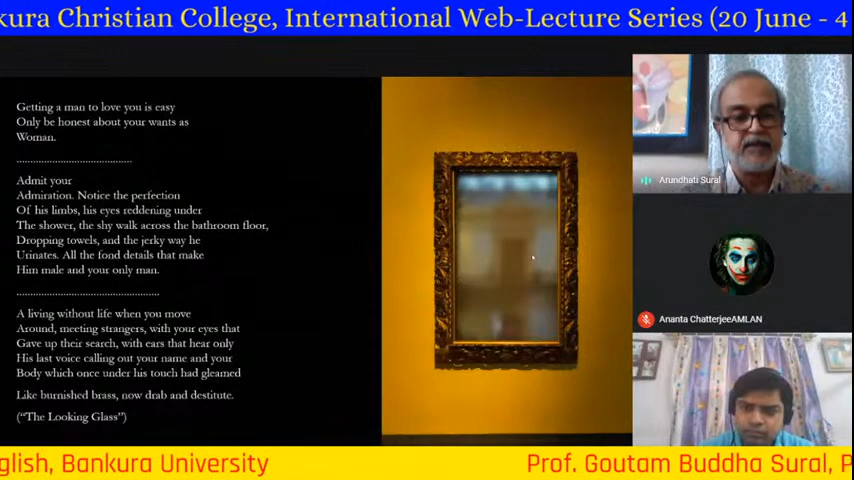 kura Christian College, International Web-Lecture Series (20 June - 4
Getting a man to love you is easy
Only be honest about your wants as
Woman.
Admit your
Admiration. Notice the perfection
Of his limbs, his eyes reddening under
The shower, the shy walk across the bathroom floor,
Dropping towels, and the jerky way he
Urinates. All the fond details that make
Him male and your only man.
A living without life when you move
Around, meeting strangers, with your eyes that
Gave up their search, with ears that hear only
His last voice calling out your name and your
Body which once under his touch had gleamed
Like burnished brass, now drab and destitute.
("The Looking Glass")
Arundhati Sural
Ananta ChatterjeeAMLAN
glish, Bankura University
Prof. Goutam Buddha Sural, P